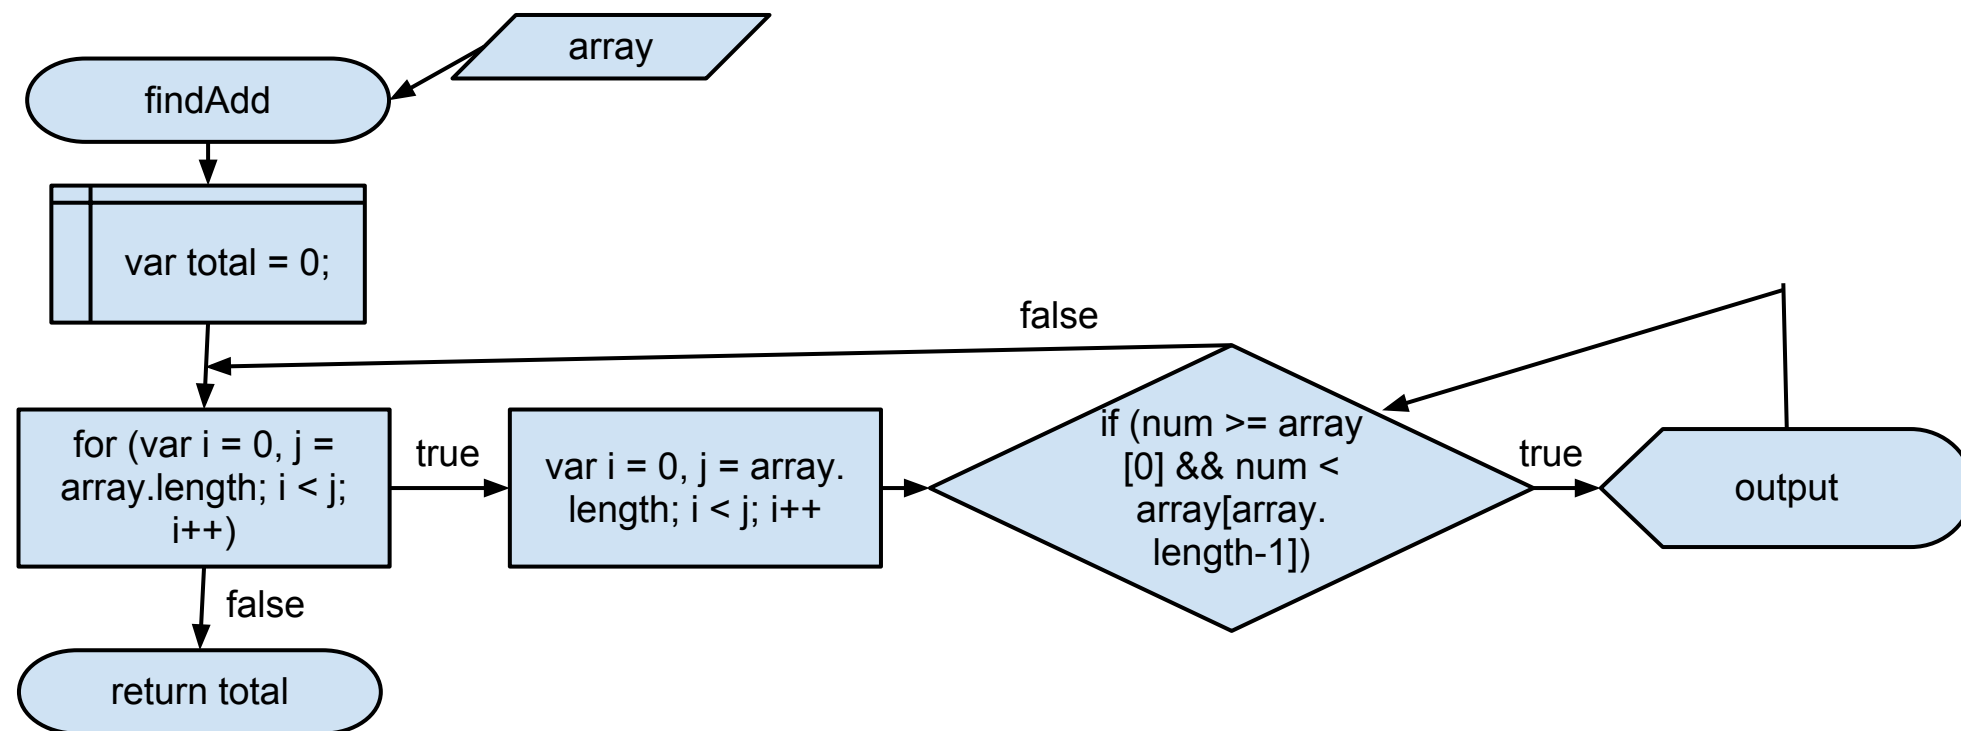 array
findAdd
var total = 0;
false
for (var i = 0, j =
array.length; i < j;
i++)
true
var i = 0, j = array.
length; i < j; i++
if (num >= array
[0] && num <
array[array.
length-1])
true
output
false
return total